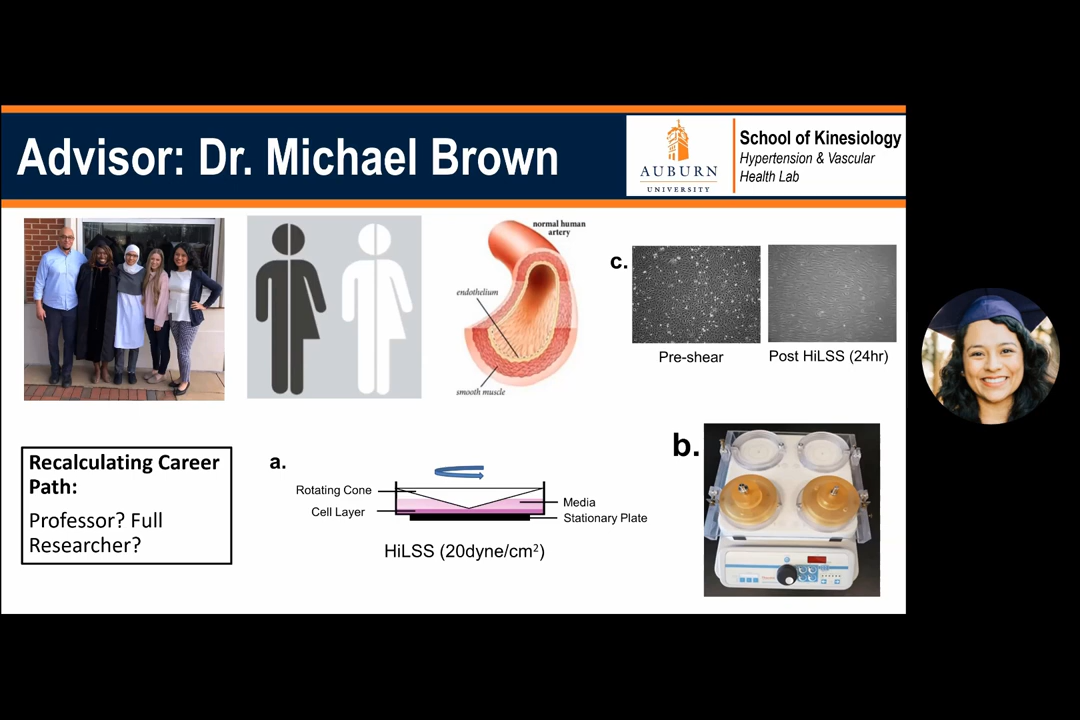 Advisor: Dr. Michael Brown
AUBURN
UNIVERSITY
School of Kinesiology
Hypertension & Vascular
Health Lab
normal human
artery
endothelium
smooth muscle
c.
Pre-shear
Post HiLSS (24hr)
Recalculating Career
Path:
Professor? Full
Researcher?
a.
Rotating Cone
Cell Layer
Media
Stationary Plate
HiLSS (20dyne/cm²)
b.